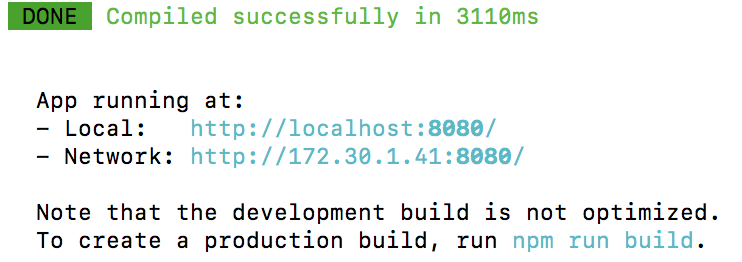 DONE Compiled successfully in 3110ms
App running at:
- Local: http://localhost:8080/
- Network: http://172.30.1.41:8080/
Note that the development build is not optimized.
To create a production build, run npm run build.